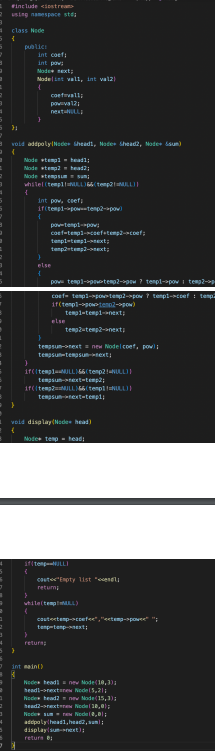 #include <iostream>
using namespace std;
class Node
{
public:
int coef;
int pow;
Node* next;
Node(int val1, int val2)
{
coef=val1;
pow=val2;
next=NULL;
}
};
void addpoly(Node* &head1, Node* &head2, Node* &sum)
{
Node *temp1 = head1;
Node *temp2 = head2;
Node *tempsum = sum;
while((temp1!=NULL)&&(temp2!=NULL))
{
int pow, coef;
if(temp1->pow==temp2->pow)
{
pow=temp1->pow;
coef=temp1->coef+temp2->coef;
temp1=temp1->next;
temp2=temp2->next;
}
else
{
pow= temp1->pow>temp2->pow ? temp1->pow : temp2->p
coef= temp1->pow>temp2->pow ? temp1->coef : temp2
if(temp1->pow>temp2->pow)
temp1=temp1->next;
else
temp2=temp2->next;
}
tempsum->next = new Node(coef, pow);
tempsum=tempsum->next;
}
if((temp1==NULL)&&(temp2!=NULL))
tempsum->next=temp2;
if((temp2==NULL)&&(temp1!=NULL))
tempsum->next=temp1;
}
void display(Node* head)
{
Node* temp = head;
if(temp==NULL)
{
cout<<"Empty list "<<endl;
return;
}
while(temp!=NULL)
{
cout<<temp->coef<<","<<temp->pow<<" ";
temp=temp->next;
}
return;
}
int main()
{
Node* head1 = new Node(10,3);
head1->next=new Node(5,2);
Node* head2 = new Node(15,3);
head2->next=new Node(10,0);
Node* sum = new Node(0,0);
addpoly(head1,head2,sum);
display(sum->next);
return 0;
}